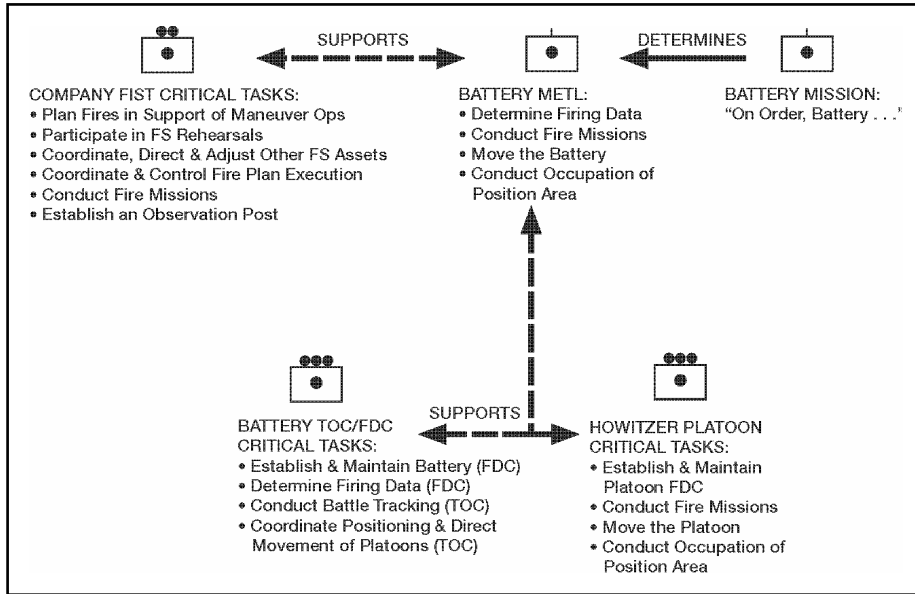 SUPPORTS
DETERMINES
COMPANY FIST CRITICAL TASKS:
• Plan Fires in Support of Maneuver Ops
• Participate in FS Rehearsals
• Coordinate, Direct & Adjust Other FS Assets
• Coordinate & Control Fire Plan Execution
• Conduct Fire Missions
• Establish an Observation Post
BATTERY METL:
• Determine Firing Data
• Conduct Fire Missions
• Move the Battery
• Conduct Occupation of
Position Area
BATTERY MISSION:
“On Order, Battery . . .”
SUPPORTS
BATTERY TOC/FDC
CRITICAL TASKS:
• Establish & Maintain Battery (FDC)
• Determine Firing Data (FDC)
• Conduct Battle Tracking (TOC)
• Coordinate Positioning & Direct
Movement of Platoons (TOC)
HOWITZER PLATOON
CRITICAL TASKS:
• Establish & Maintain
Platoon FDC
• Conduct Fire Missions
• Move the Platoon
• Conduct Occupation of
Position Area